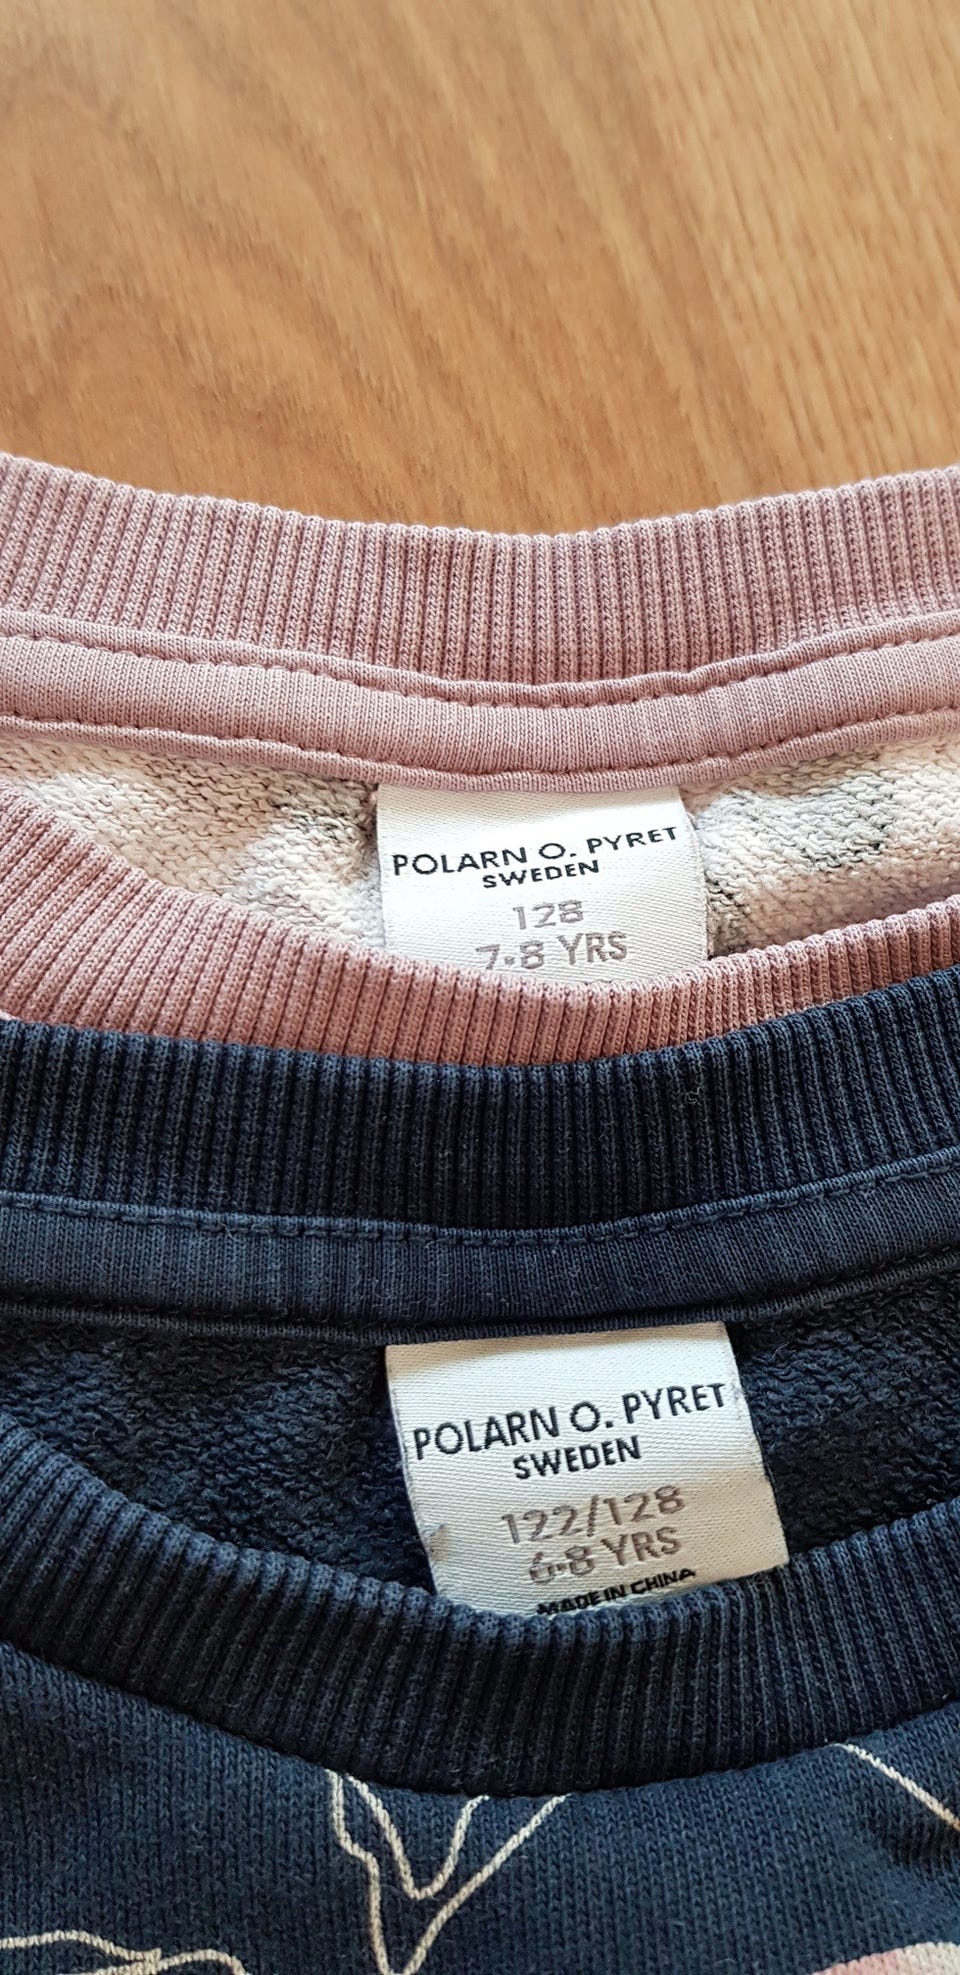 POLARN O. PYRET
SWEDEN
128
7-8 YRS
POLARN O. PYRET
SWEDEN
122/128
6-8 YRS
MADE IN CHINA